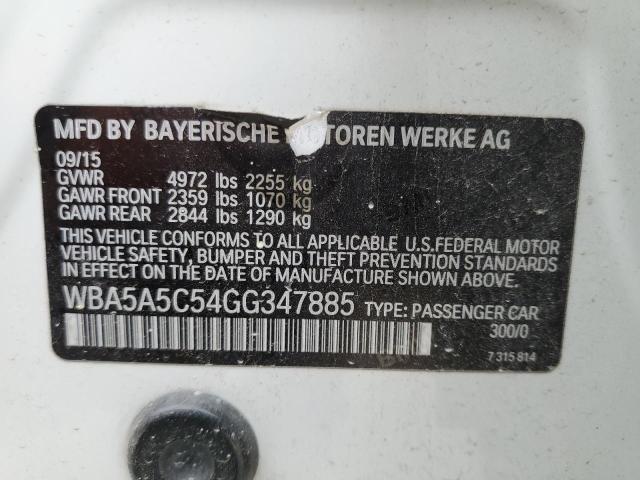 MFD BY BAYERISCHE TOREN WERKE AG
09/15
GVWR 4972 lbs 2255 kg
GAWR FRONT 2359 lbs 1070 kg
GAWR REAR 2844 lbs 1290 kg
THIS VEHICLE CONFORMS TO ALL APPLICABLE U.S.FEDERAL MOTOR
VEHICLE SAFETY, BUMPER AND THEFT PREVENTION STANDARDS
IN EFFECT ON THE DATE OF MANUFACTURE SHOWN ABOVE.
WBA5A5C54GG347885 TYPE: PASSENGER CAR
300/0
7 315 814